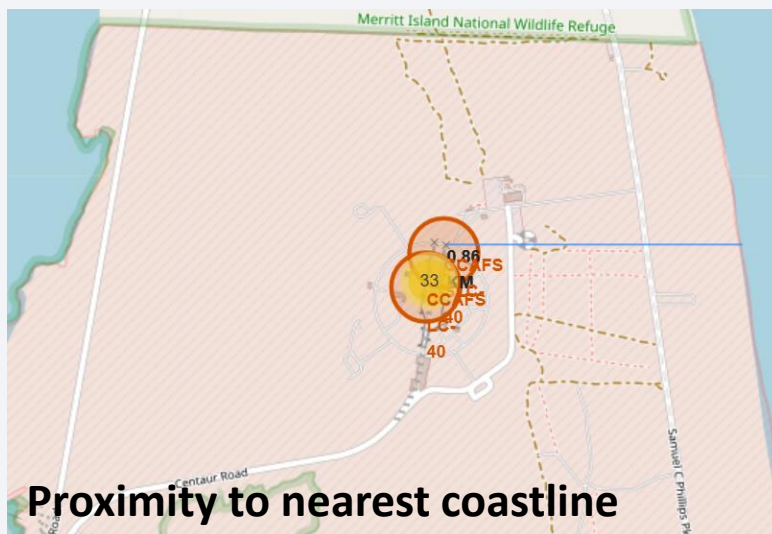 Merritt Island National Wildlife Refuge
0.86
CCAFS
33
KM
CCAFS
40
LC-
40
Samuel C Phillips Pk
Centaur Road
Road
Proximity to nearest coastline